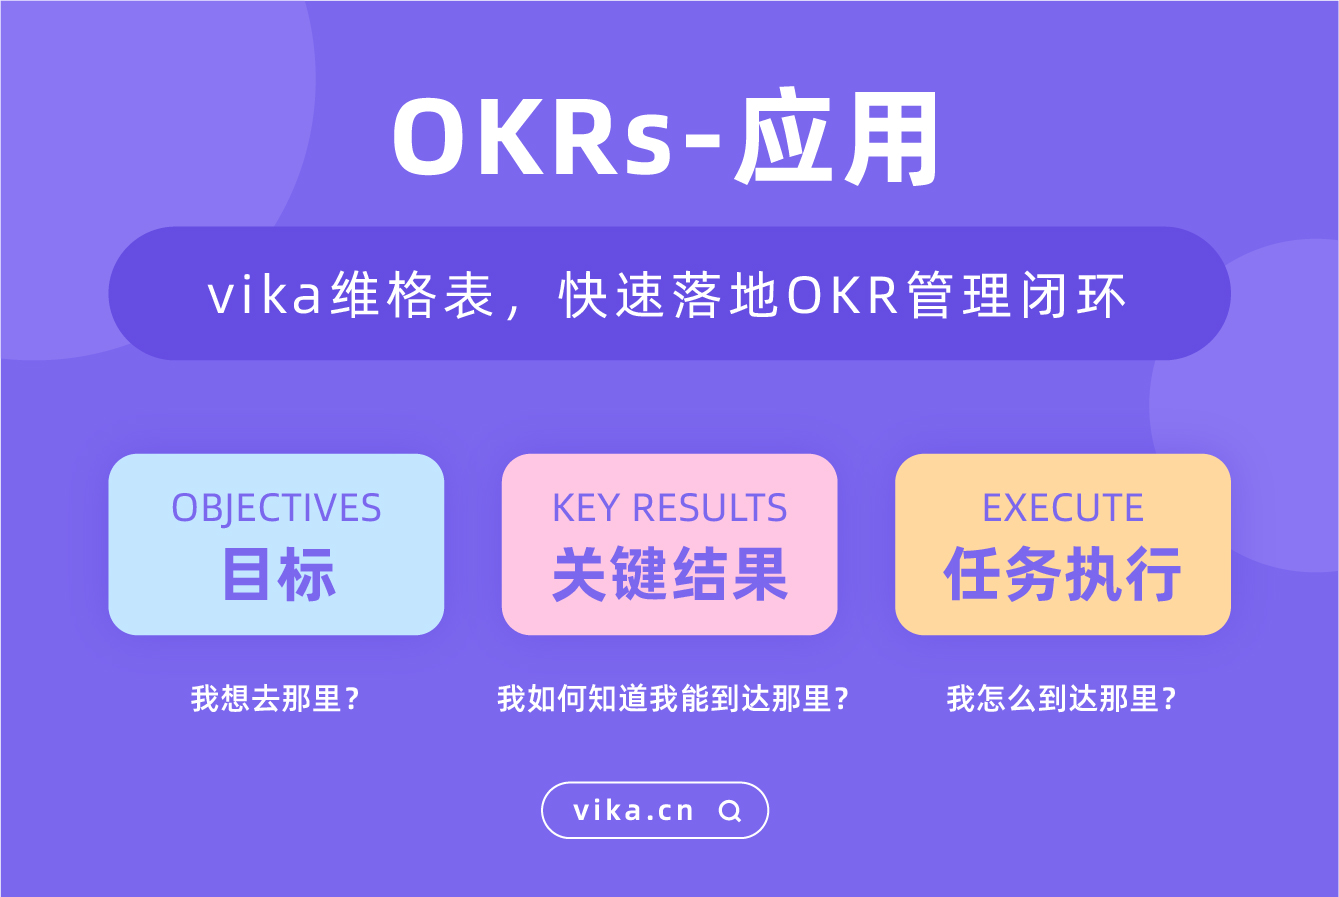 OKRs-应用
vika维格表，快速落地OKR管理闭环
OBJECTIVES
目标
我想去那里？
KEY RESULTS
关键结果
我如何知道我能到达那里？
EXECUTE
任务执行
我怎么到达那里？
vika.cn